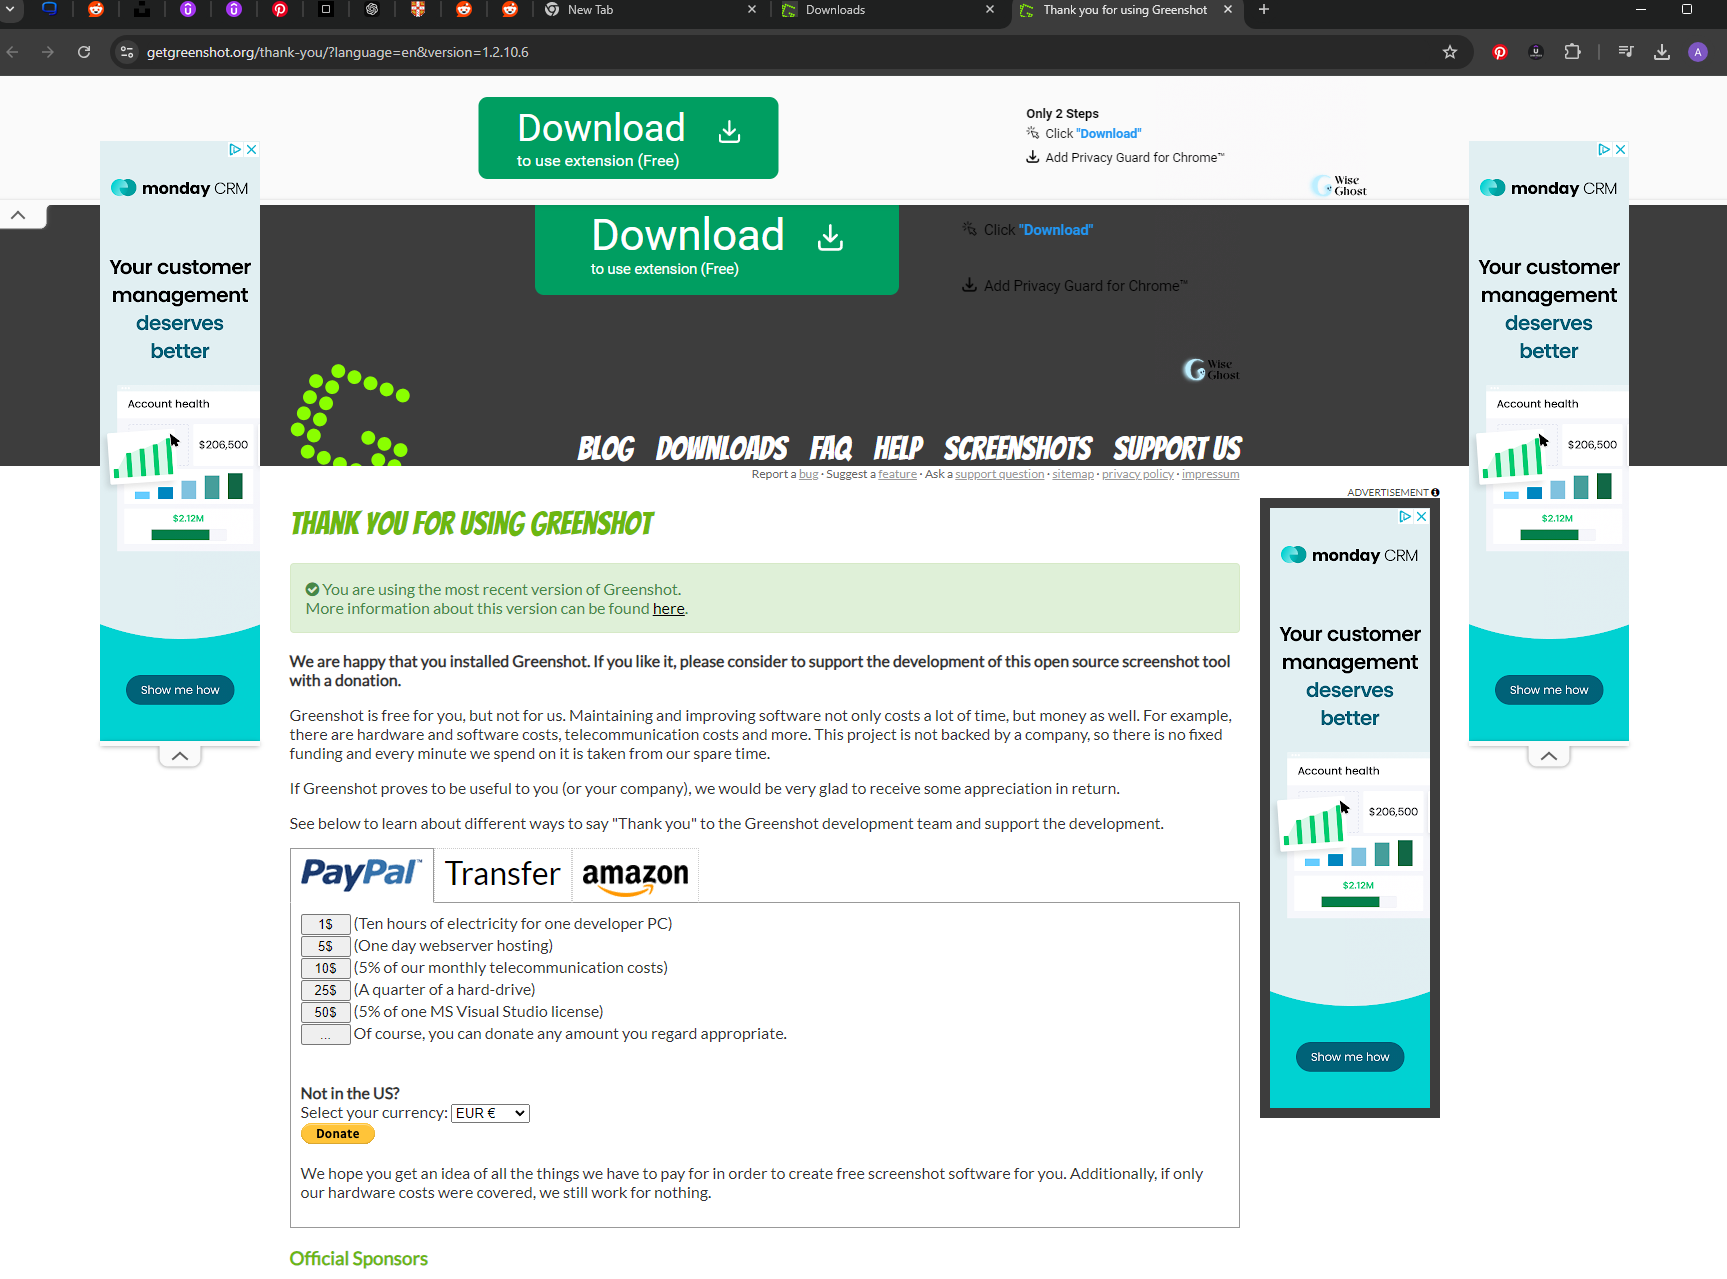 New Tab
Downloads
Thank you for using Greenshot
getgreenshot.org/thank-you/?language=en&version=1.2.10.6
A
Download
to use extension (Free)
Only 2 Steps
Click "Download"
Add Privacy Guard for Chrome™
Wise
Ghost
Download
to use extension (Free)
Click "Download"
Add Privacy Guard for Chrome™
Wise
Ghost
monday CRM
Your customer
management
deserves
better
Account health
$206,500
$2.12M
Show me how
monday CRM
Your customer
management
deserves
better
Account health
$206,500
$2.12M
Show me how
BLOG DOWNLOADS FAQ HELP SCREENSHOTS SUPPORT US
Report a bug · Suggest a feature · Ask a support question · sitemap · privacy policy · impressum
THANK YOU FOR USING GREENSHOT
You are using the most recent version of Greenshot.
More information about this version can be found here.
We are happy that you installed Greenshot. If you like it, please consider to support the development of this open source screenshot tool
with a donation.
Greenshot is free for you, but not for us. Maintaining and improving software not only costs a lot of time, but money as well. For example,
there are hardware and software costs, telecommunication costs and more. This project is not backed by a company, so there is no fixed
funding and every minute we spend on it is taken from our spare time.
If Greenshot proves to be useful to you (or your company), we would be very glad to receive some appreciation in return.
See below to learn about different ways to say "Thank you" to the Greenshot development team and support the development.
PayPal™ Transfer amazon
1$ (Ten hours of electricity for one developer PC)
5$ (One day webserver hosting)
10$ (5% of our monthly telecommunication costs)
25$ (A quarter of a hard-drive)
50$ (5% of one MS Visual Studio license)
... Of course, you can donate any amount you regard appropriate.
Not in the US?
Select your currency: EUR €
Donate
We hope you get an idea of all the things we have to pay for in order to create free screenshot software for you. Additionally, if only
our hardware costs were covered, we still work for nothing.
Official Sponsors
ADVERTISEMENT
monday CRM
Your customer
management
deserves
better
Account health
$206,500
$2.12M
Show me how